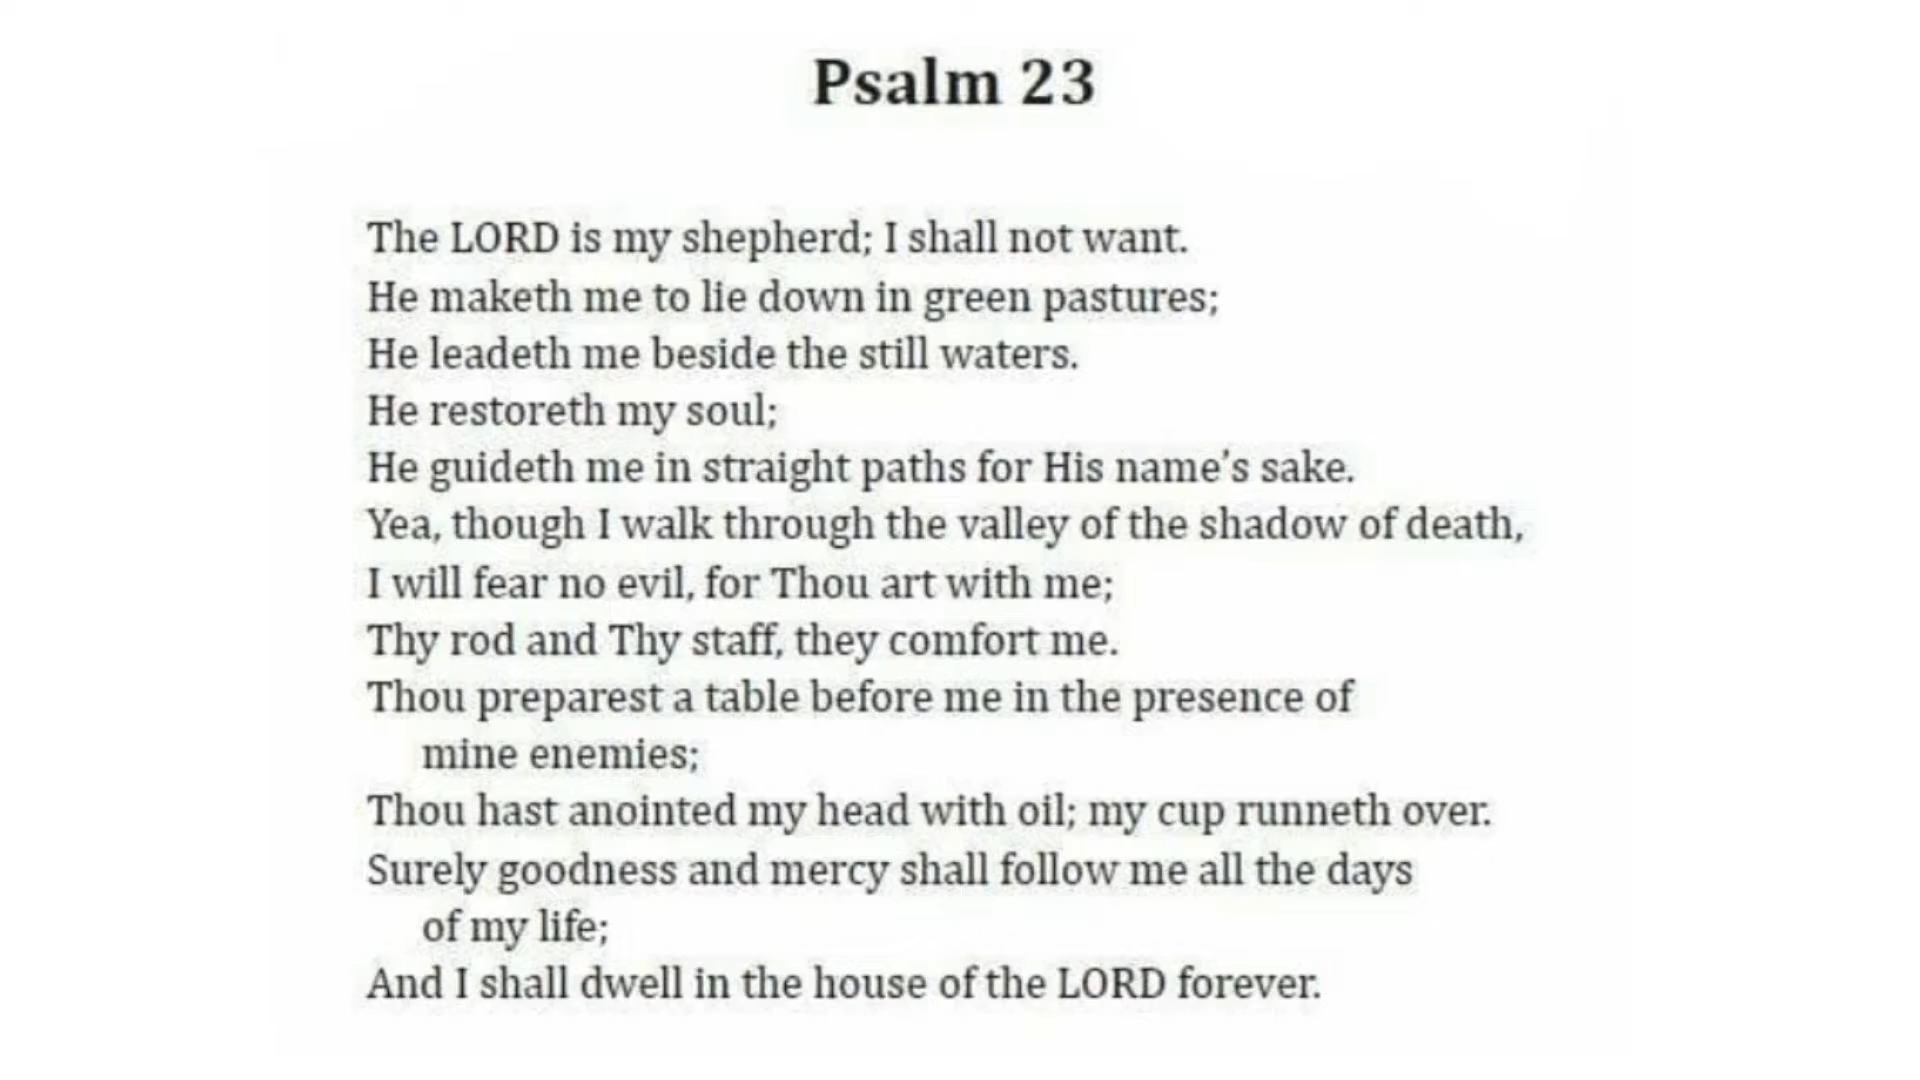 Psalm 23
The LORD is my shepherd; I shall not want.
He maketh me to lie down in green pastures;
He leadeth me beside the still waters.
He restoreth my soul;
He guideth me in straight paths for His name's sake.
Yea, though I walk through the valley of the shadow of death,
I will fear no evil, for Thou art with me;
Thy rod and Thy staff, they comfort me.
Thou preparest a table before me in the presence of
mine enemies;
Thou hast anointed my head with oil; my cup runneth over.
Surely goodness and mercy shall follow me all the days
of my life;
And I shall dwell in the house of the LORD forever.